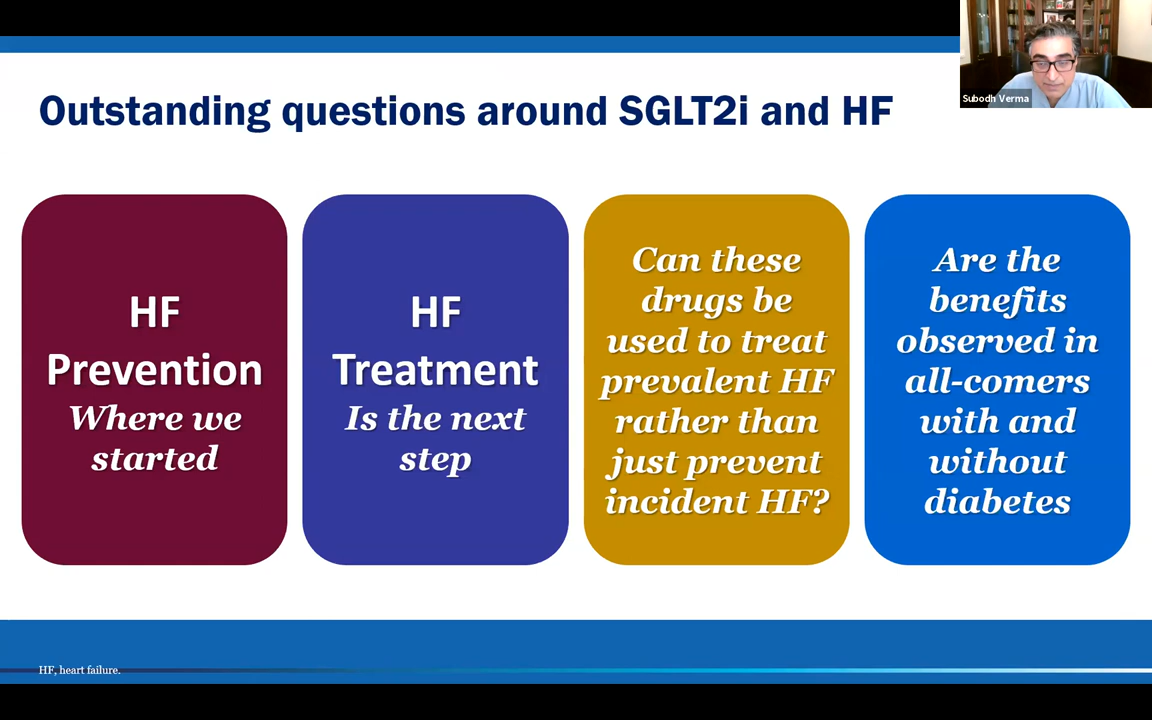 Subodh Verma
Outstanding questions around SGLT2i and HF
HF
Prevention
Where we
started
HF
Treatment
Is the next
step
Can these
drugs be
used to treat
prevalent HF
rather than
just prevent
incident HF?
Are the
benefits
observed in
all-comers
with and
without
diabetes
HF, heart failure.